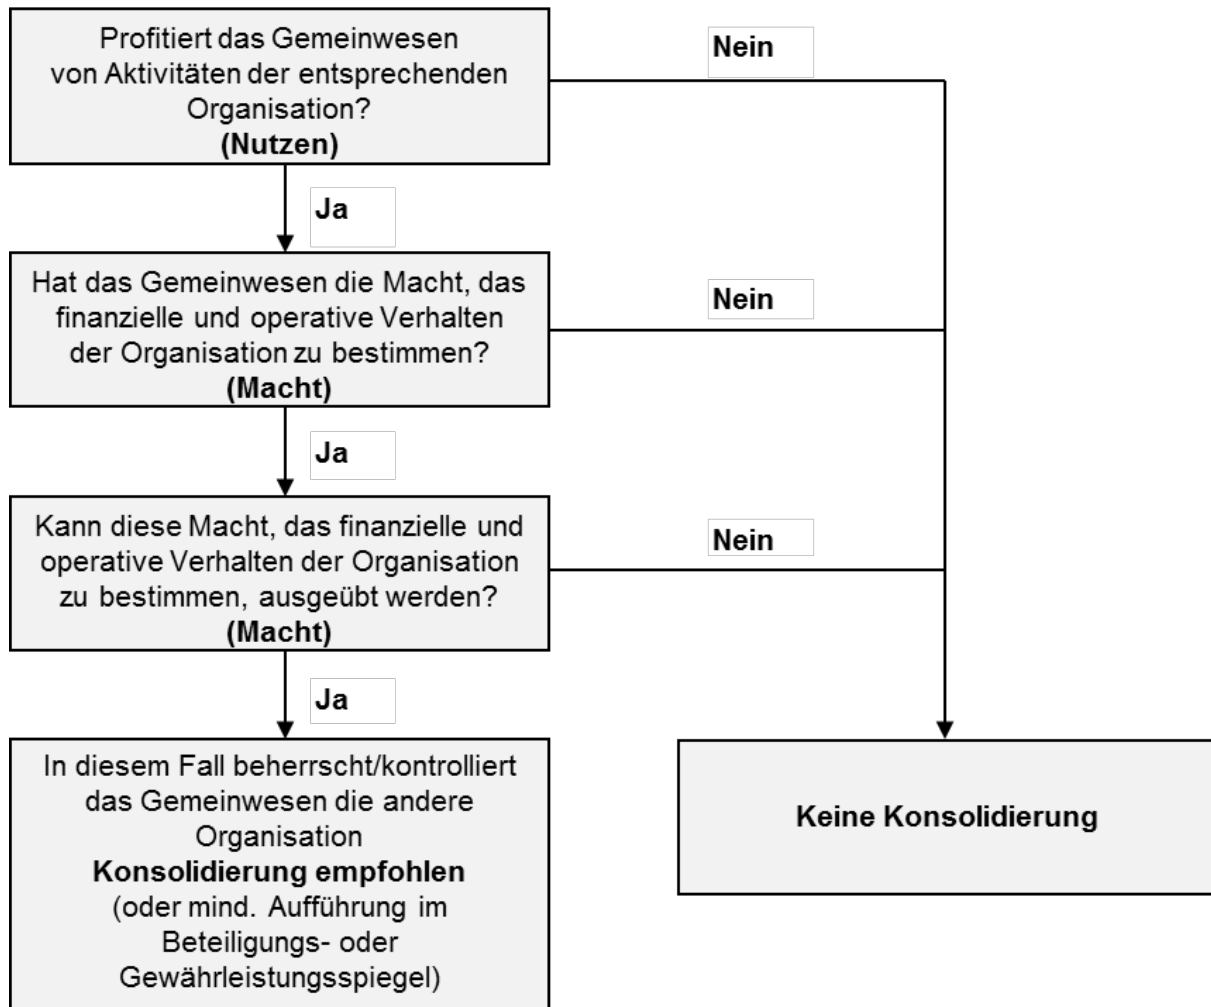 Profitiert das Gemeinwesen
von Aktivitäten der entsprechenden
Organisation?
(Nutzen)
Nein
Ja
Hat das Gemeinwesen die Macht, das
finanzielle und operative Verhalten
der Organisation zu bestimmen?
(Macht)
Nein
Ja
Kann diese Macht, das finanzielle und
operative Verhalten der Organisation
zu bestimmen, ausgeübt werden?
(Macht)
Nein
Ja
In diesem Fall beherrscht/kontrolliert
das Gemeinwesen die andere
Organisation
Konsolidierung empfohlen
(oder mind. Aufführung im
Beteiligungs- oder
Gewährleistungsspiegel)
Keine Konsolidierung